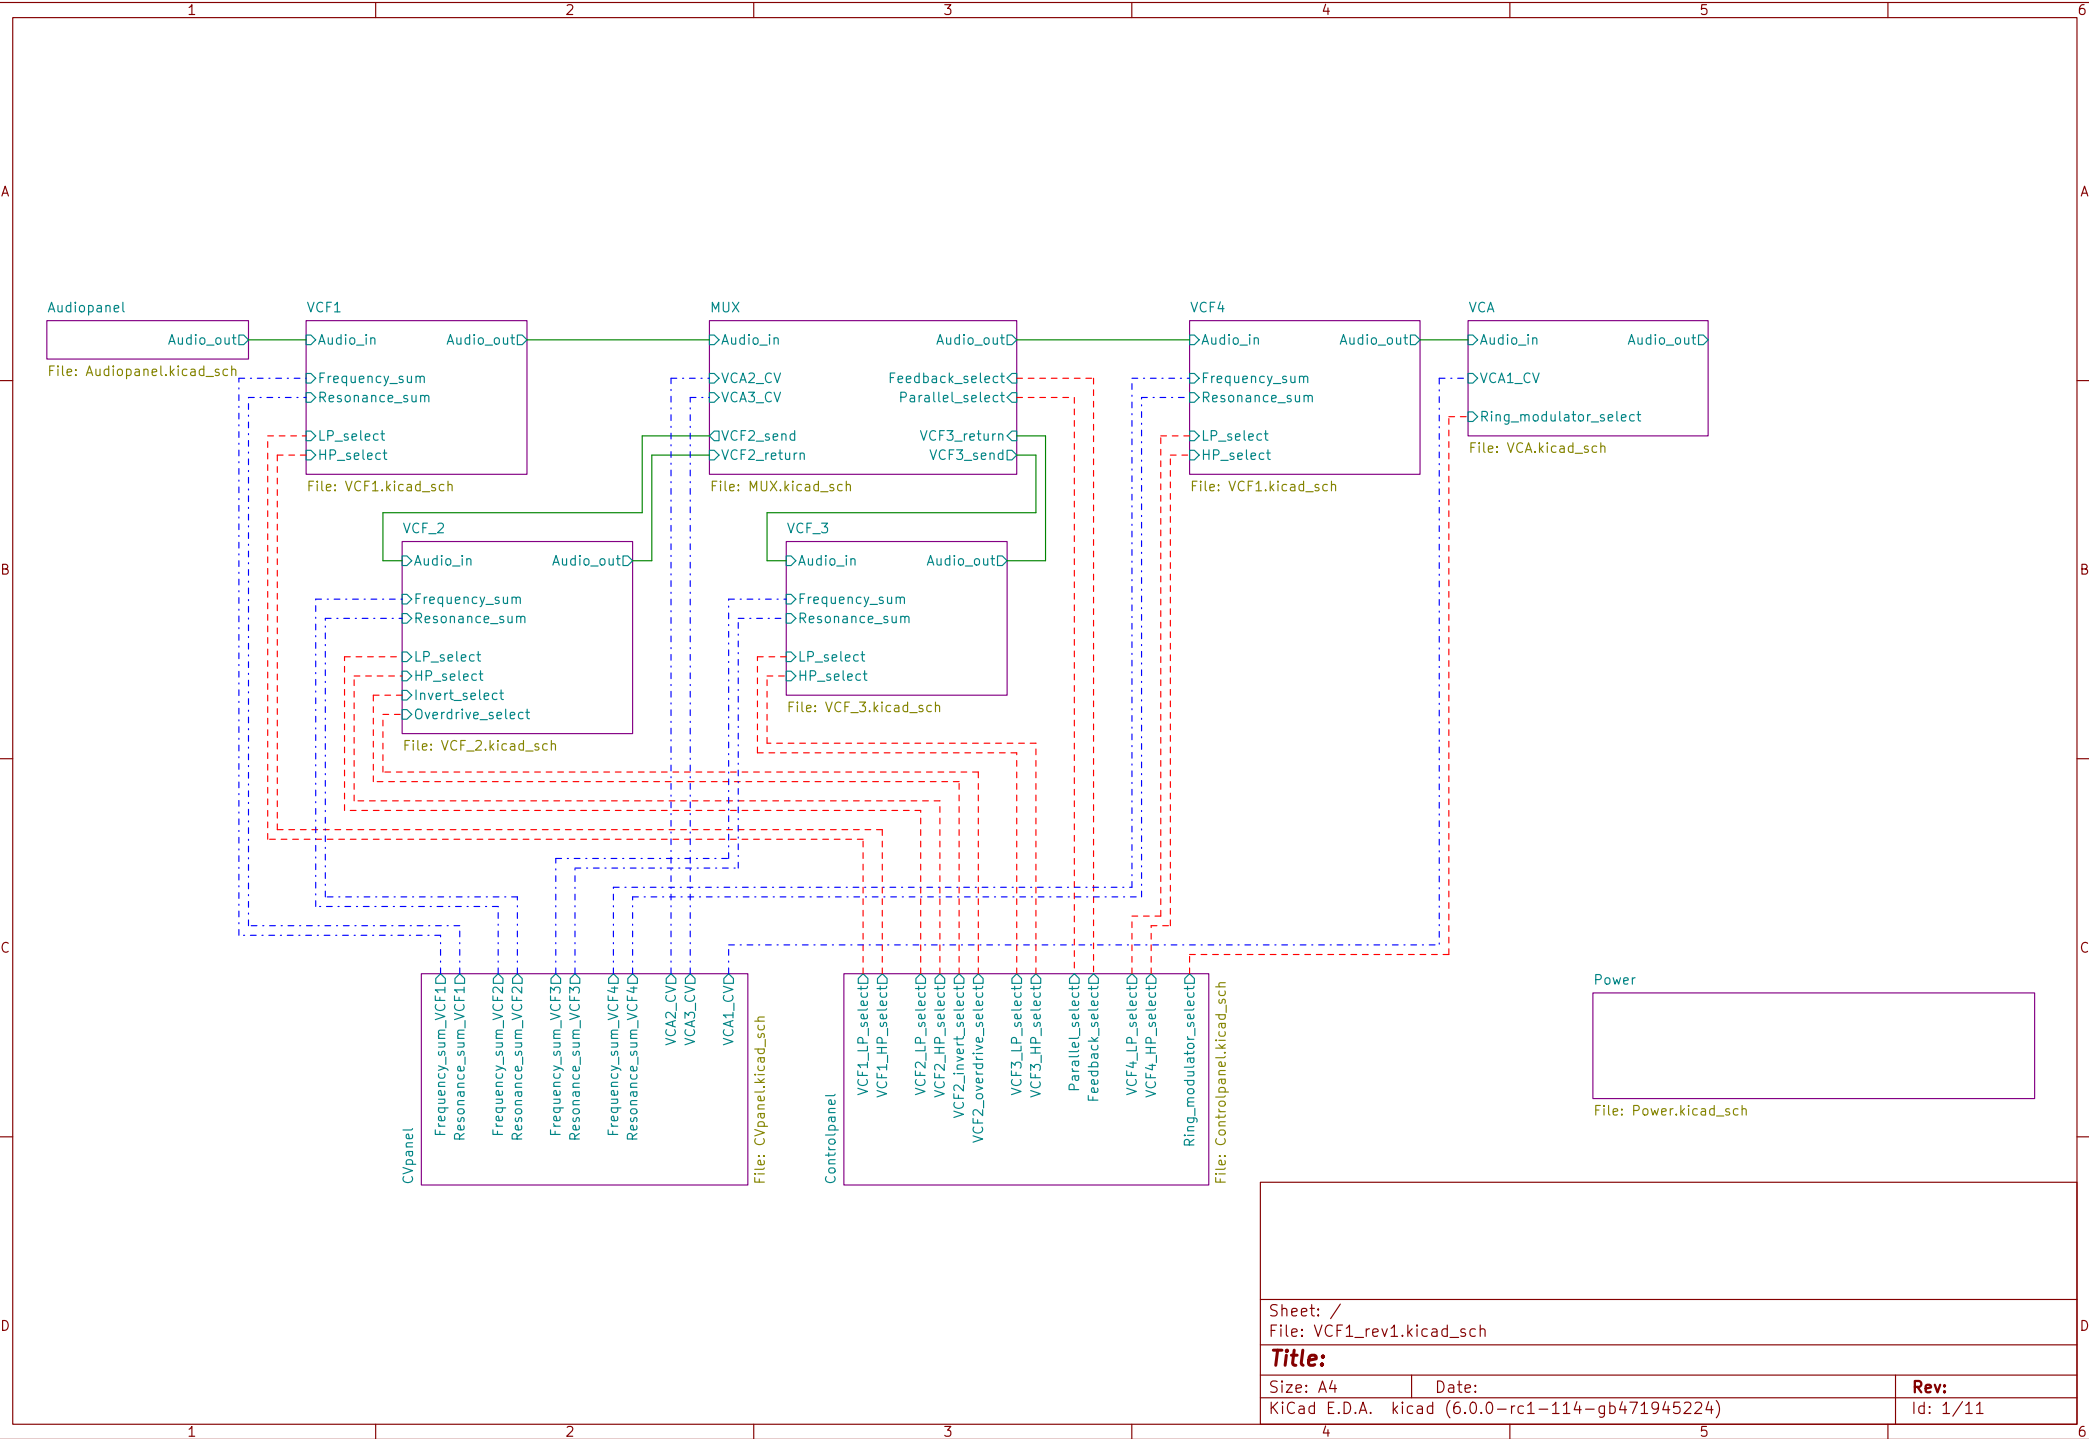 1 2 3 4 5 6
A A
B B
C C
D D
Audiopanel
Audio_out
File: Audiopanel.kicad_sch
VCF1
Audio_in Audio_out
Frequency_sum
Resonance_sum
LP_select
HP_select
File: VCF1.kicad_sch
MUX
Audio_in Audio_out
VCA2_CV Feedback_select
VCA3_CV Parallel_select
VCF2_send VCF3_return
VCF2_return VCF3_send
File: MUX.kicad_sch
VCF4
Audio_in Audio_out
Frequency_sum
Resonance_sum
LP_select
HP_select
File: VCF1.kicad_sch
VCA
Audio_in Audio_out
VCA1_CV
Ring_modulator_select
File: VCA.kicad_sch
VCF_2
Audio_in Audio_out
Frequency_sum
Resonance_sum
LP_select
HP_select
Invert_select
Overdrive_select
File: VCF_2.kicad_sch
VCF_3
Audio_in Audio_out
Frequency_sum
Resonance_sum
LP_select
HP_select
File: VCF_3.kicad_sch
CVpanel
Frequency_sum_VCF1
Resonance_sum_VCF1
Frequency_sum_VCF2
Resonance_sum_VCF2
Frequency_sum_VCF3
Resonance_sum_VCF3
Frequency_sum_VCF4
Resonance_sum_VCF4
VCA2_CV
VCA3_CV
VCA1_CV
File: CVpanel.kicad_sch
Controlpanel
VCF1_LP_select
VCF1_HP_select
VCF2_LP_select
VCF2_HP_select
VCF2_invert_select
VCF2_overdrive_select
VCF3_LP_select
VCF3_HP_select
Parallel_select
Feedback_select
VCF4_LP_select
VCF4_HP_select
Ring_modulator_select
File: Controlpanel.kicad_sch
Power
File: Power.kicad_sch
Sheet: /
File: VCF1_rev1.kicad_sch
Title:
Size: A4 Date: Rev:
KiCad E.D.A. kicad (6.0.0-rc1-114-gb471945224) Id: 1/11
1 2 3 4 5 6